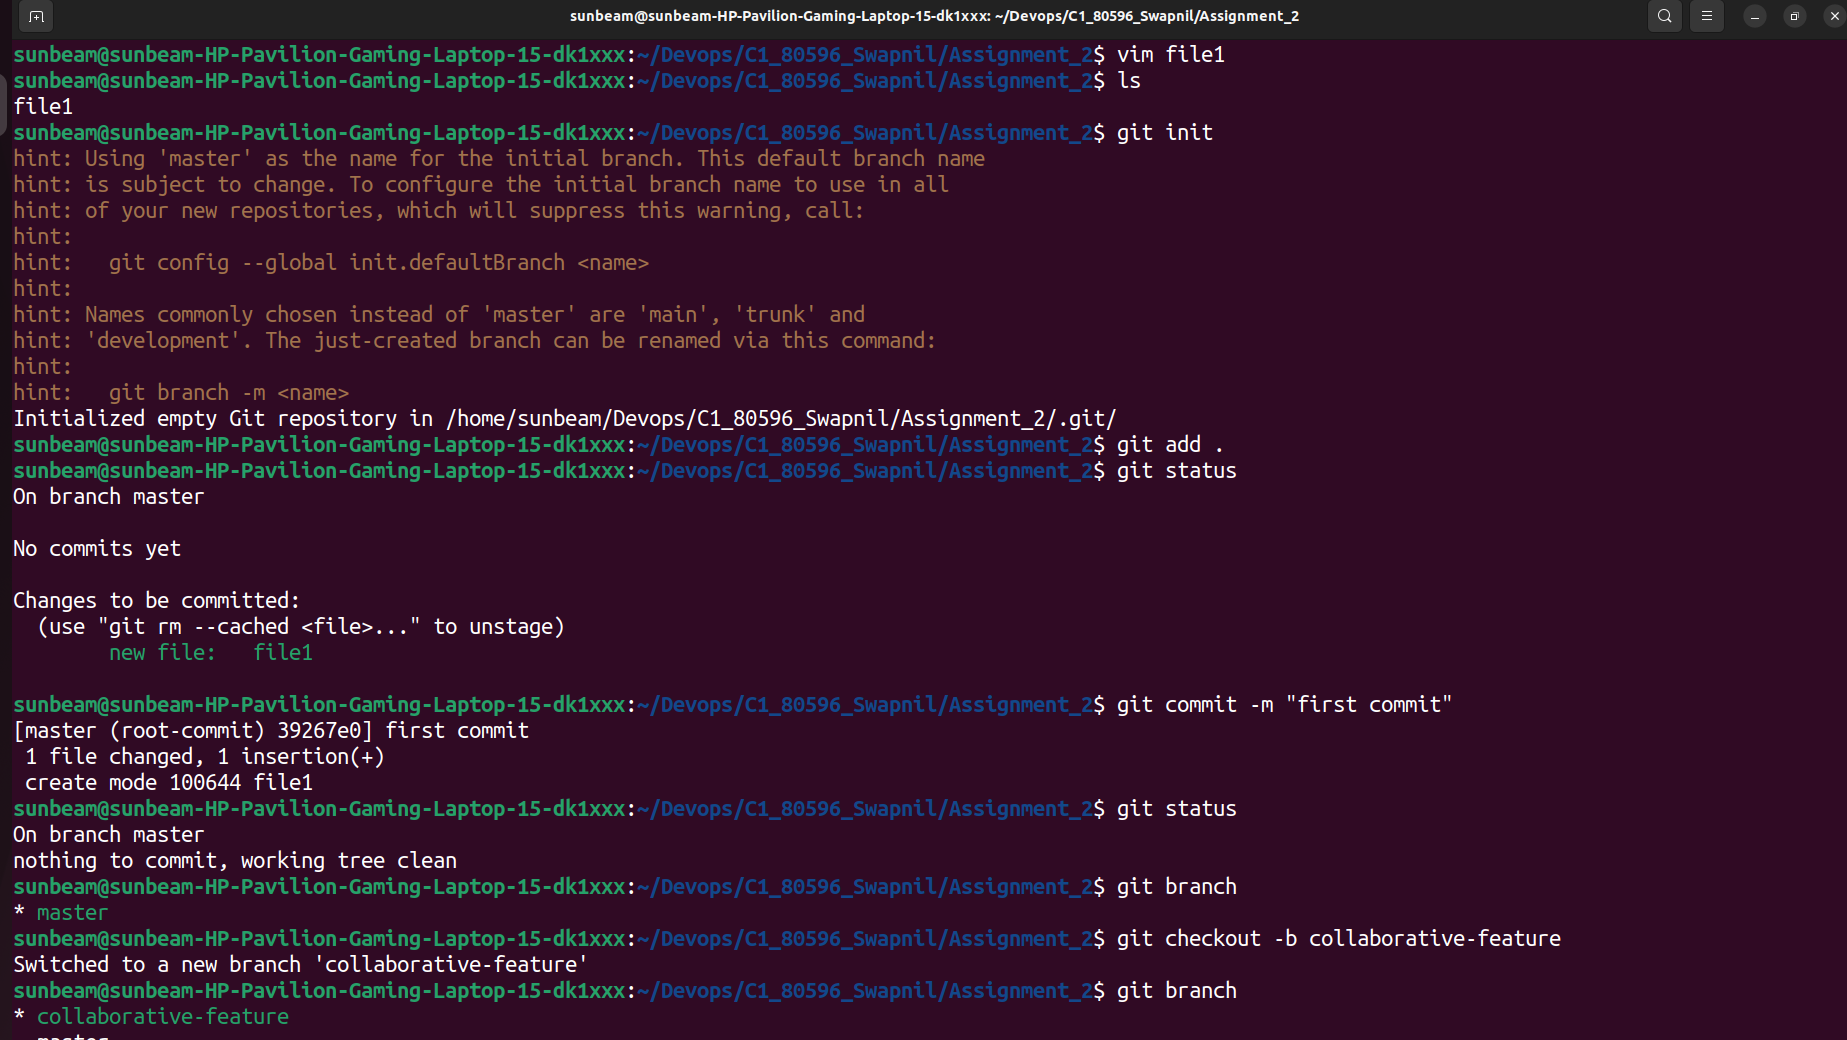 sunbeam@sunbeam-HP-Pavilion-Gaming-Laptop-15-dk1xxx: ~/Devops/C1_80596_Swapnil/Assignment_2
sunbeam@sunbeam-HP-Pavilion-Gaming-Laptop-15-dk1xxx:~/Devops/C1_80596_Swapnil/Assignment_2$ vim file1
sunbeam@sunbeam-HP-Pavilion-Gaming-Laptop-15-dk1xxx:~/Devops/C1_80596_Swapnil/Assignment_2$ ls
file1
sunbeam@sunbeam-HP-Pavilion-Gaming-Laptop-15-dk1xxx:~/Devops/C1_80596_Swapnil/Assignment_2$ git init
hint: Using 'master' as the name for the initial branch. This default branch name
hint: is subject to change. To configure the initial branch name to use in all
hint: of your new repositories, which will suppress this warning, call:
hint:
hint:   git config --global init.defaultBranch <name>
hint:
hint: Names commonly chosen instead of 'master' are 'main', 'trunk' and
hint: 'development'. The just-created branch can be renamed via this command:
hint:
hint:   git branch -m <name>
Initialized empty Git repository in /home/sunbeam/Devops/C1_80596_Swapnil/Assignment_2/.git/
sunbeam@sunbeam-HP-Pavilion-Gaming-Laptop-15-dk1xxx:~/Devops/C1_80596_Swapnil/Assignment_2$ git add .
sunbeam@sunbeam-HP-Pavilion-Gaming-Laptop-15-dk1xxx:~/Devops/C1_80596_Swapnil/Assignment_2$ git status
On branch master

No commits yet

Changes to be committed:
  (use "git rm --cached <file>..." to unstage)
        new file:   file1

sunbeam@sunbeam-HP-Pavilion-Gaming-Laptop-15-dk1xxx:~/Devops/C1_80596_Swapnil/Assignment_2$ git commit -m "first commit"
[master (root-commit) 39267e0] first commit
 1 file changed, 1 insertion(+)
 create mode 100644 file1
sunbeam@sunbeam-HP-Pavilion-Gaming-Laptop-15-dk1xxx:~/Devops/C1_80596_Swapnil/Assignment_2$ git status
On branch master
nothing to commit, working tree clean
sunbeam@sunbeam-HP-Pavilion-Gaming-Laptop-15-dk1xxx:~/Devops/C1_80596_Swapnil/Assignment_2$ git branch
* master
sunbeam@sunbeam-HP-Pavilion-Gaming-Laptop-15-dk1xxx:~/Devops/C1_80596_Swapnil/Assignment_2$ git checkout -b collaborative-feature
Switched to a new branch 'collaborative-feature'
sunbeam@sunbeam-HP-Pavilion-Gaming-Laptop-15-dk1xxx:~/Devops/C1_80596_Swapnil/Assignment_2$ git branch
* collaborative-feature
  master